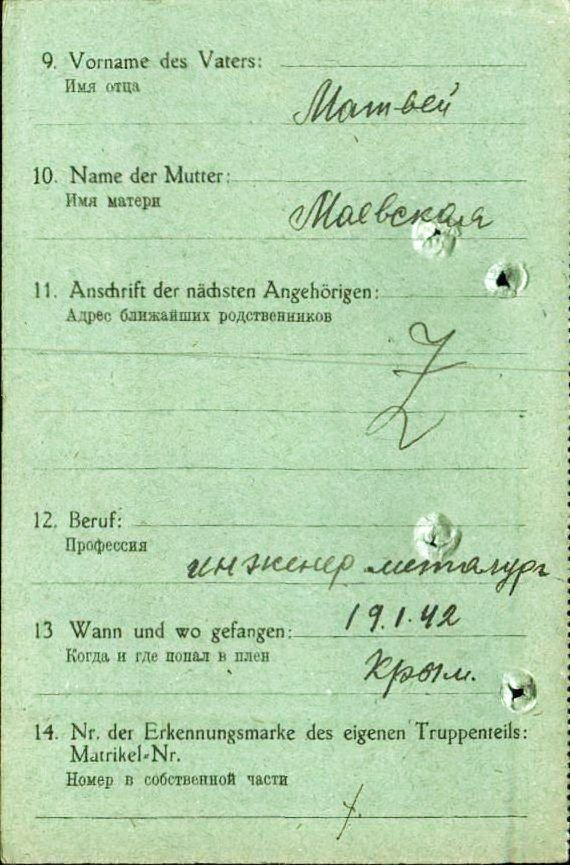 9. Vorname des Vaters:
Имя отца
Матвей
10. Name der Mutter:
Имя матери
Маевская
11. Anschrift der nächsten Angehörigen:
Адрес ближайших родственников
12. Beruf:
Профессия
инженер металург
13 Wann und wo gefangen:
19.1.42
Когда и где попал в плен
Крым.
14. Nr. der Erkennungsmarke des eigenen Truppenteils:
Matrikel-Nr.
Номер в собственной части